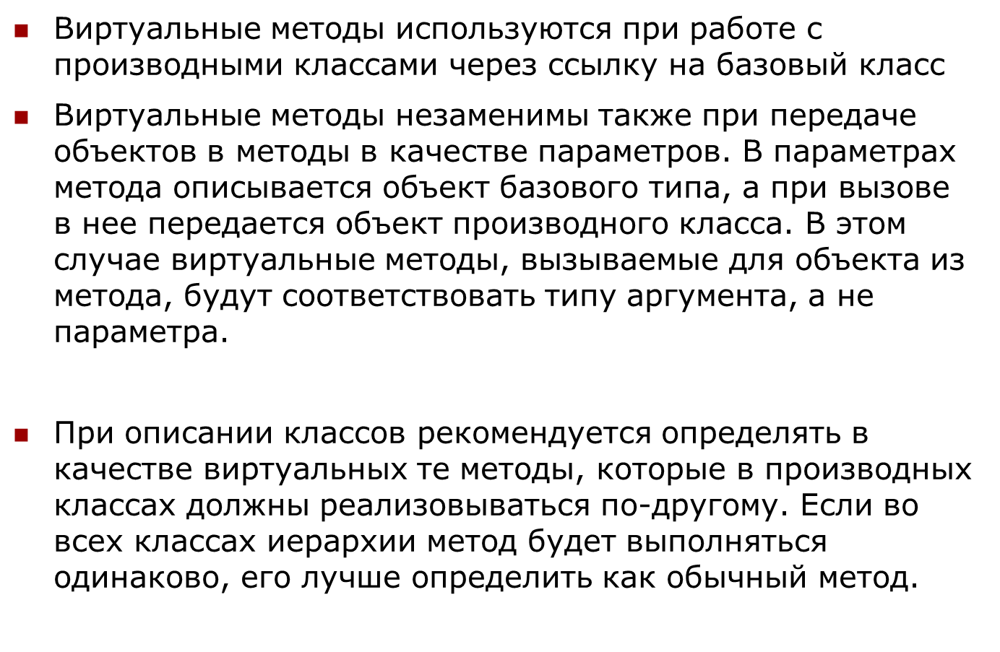 Виртуальные методы используются при работе с
производными классами через ссылку на базовый класс
Виртуальные методы незаменимы также при передаче
объектов в методы в качестве параметров. В параметрах
метода описывается объект базового типа, а при вызове
в нее передается объект производного класса. В этом
случае виртуальные методы, вызываемые для объекта из
метода, будут соответствовать типу аргумента, а не
параметра.
При описании классов рекомендуется определять в
качестве виртуальных те методы, которые в производных
классах должны реализовываться по-другому. Если во
всех классах иерархии метод будет выполняться
одинаково, его лучше определить как обычный метод.